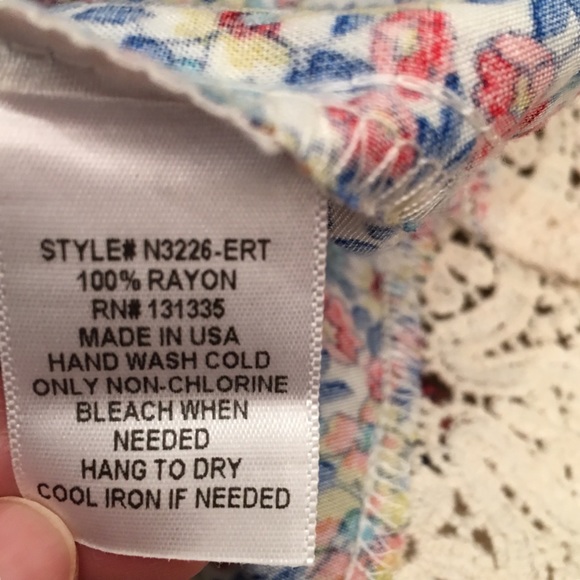 STYLE# N3226-ERT
100% RAYON
RN# 131335
MADE IN USA
HAND WASH COLD
ONLY NON-CHLORINE
BLEACH WHEN
NEEDED
HANG TO DRY
COOL IRON IF NEEDED